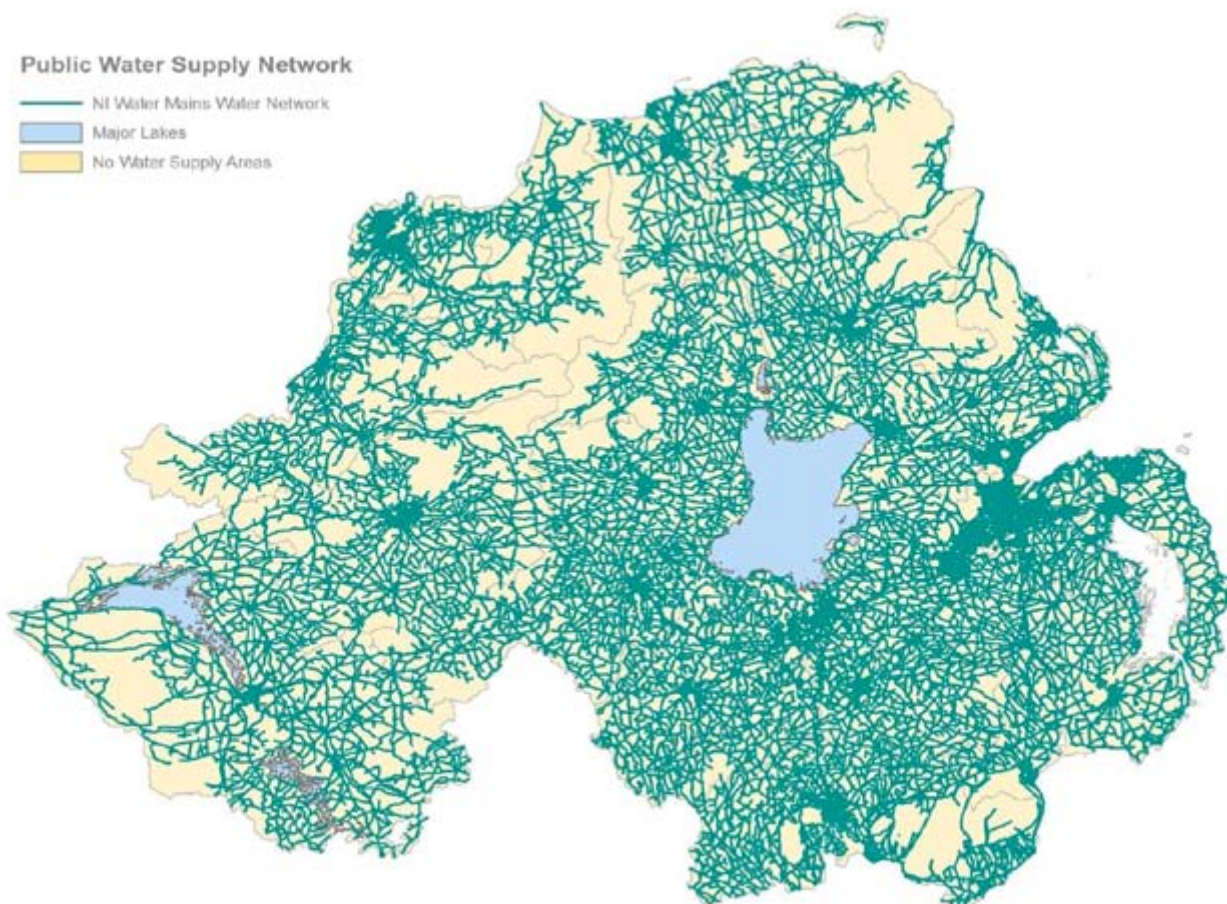 Public Water Supply Network
NI Water Mains Water Network
Major Lakes
No Water Supply Areas